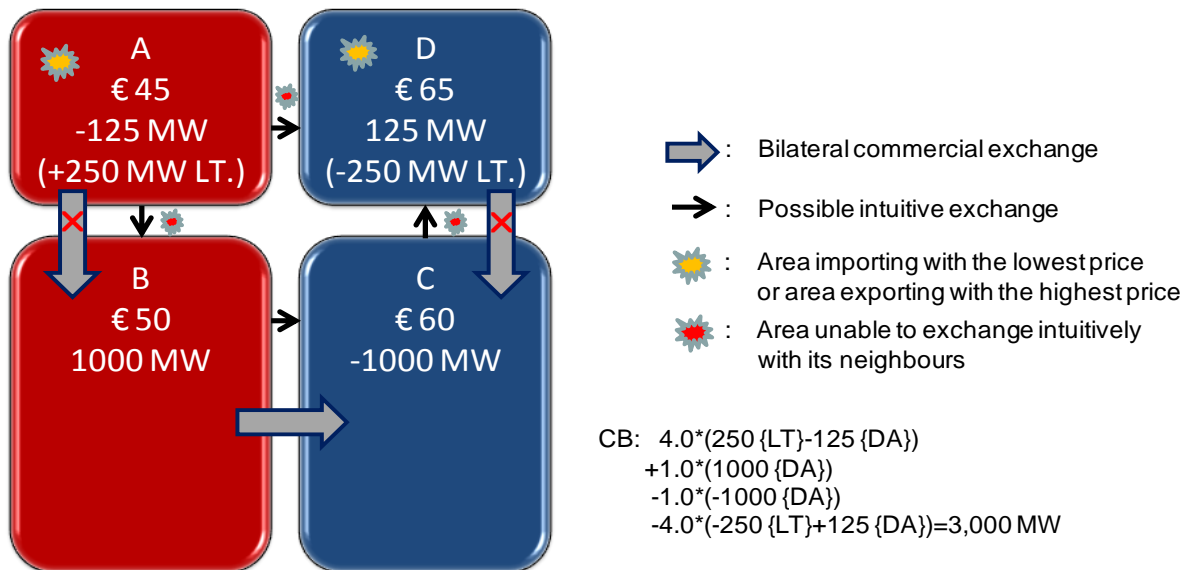 A
€ 45
-125 MW
(+250 MW LT.)
D
€ 65
125 MW
(-250 MW LT.)
B
€ 50
1000 MW
C
€ 60
-1000 MW
: Bilateral commercial exchange
: Possible intuitive exchange
: Area importing with the lowest price
or area exporting with the highest price
: Area unable to exchange intuitively
with its neighbours
CB: 4.0*(250 {LT}-125 {DA})
+1.0*(1000 {DA})
-1.0*(-1000 {DA})
-4.0*(-250 {LT}+125 {DA})=3,000 MW